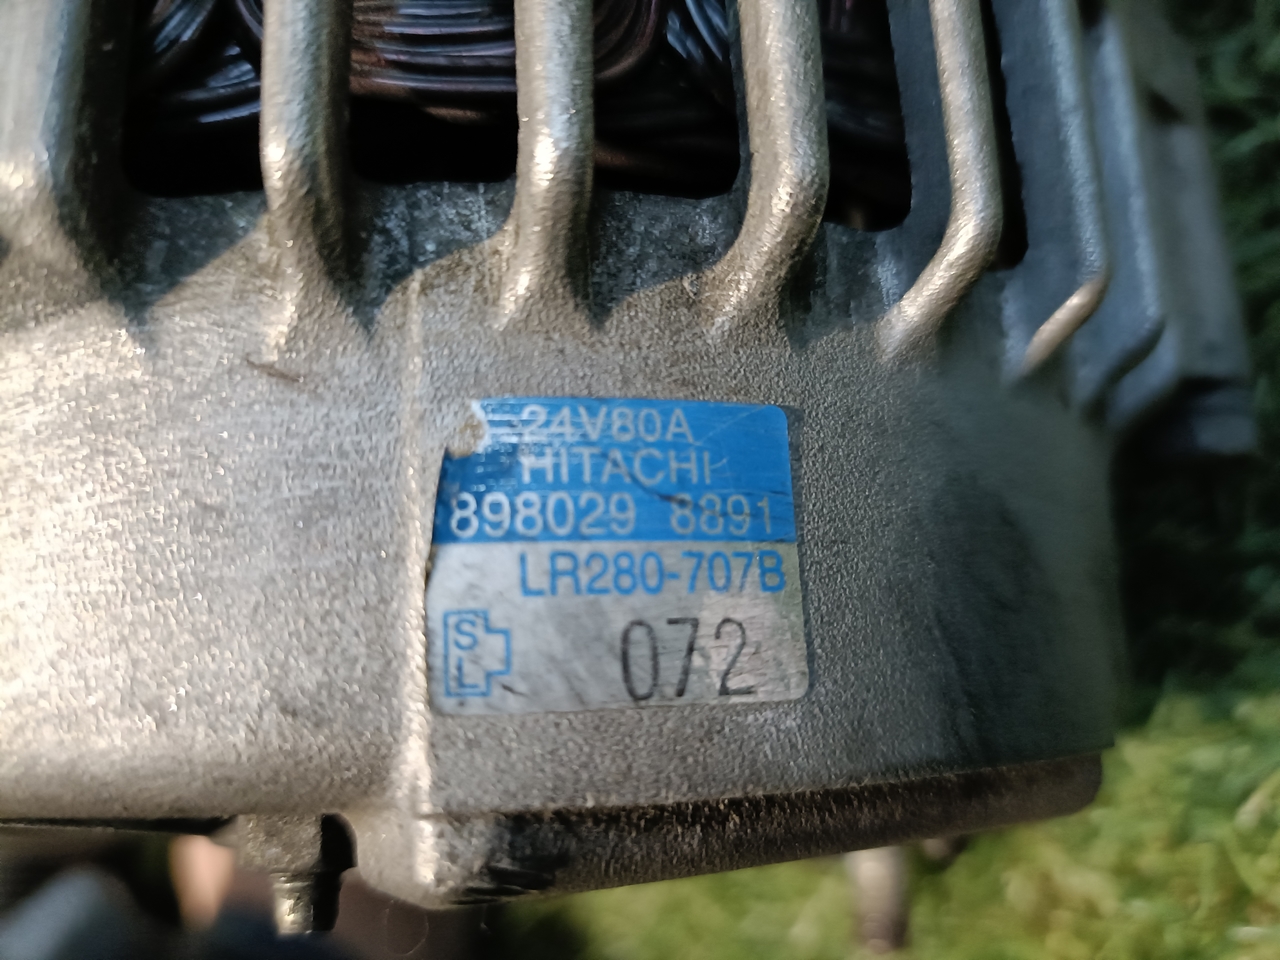 24V80A
HITACHI
898029 8891
LR280-707B
S
L
072